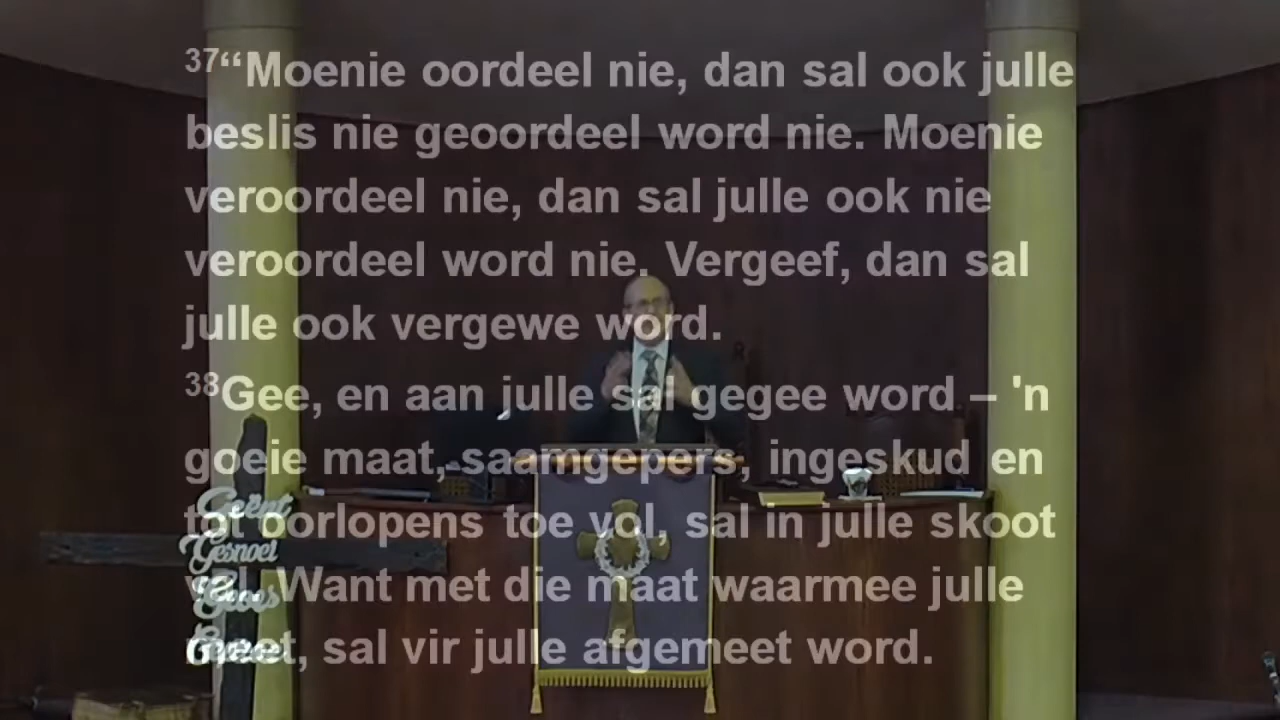 37“Moenie oordeel nie, dan sal ook julle
beslis nie geoordeel word nie. Moenie
veroordeel nie, dan sal julle ook nie
veroordeel word nie. Vergeef, dan sal
julle ook vergewe word.
38Gee, en aan julle sal gegee word – 'n
goeie maat, saamgepers, ingeskud en
tot oorlopens toe vol, sal in julle skoot
val. Want met die maat waarmee julle
meet, sal vir julle afgemeet word.
Geënt
Gesnoei